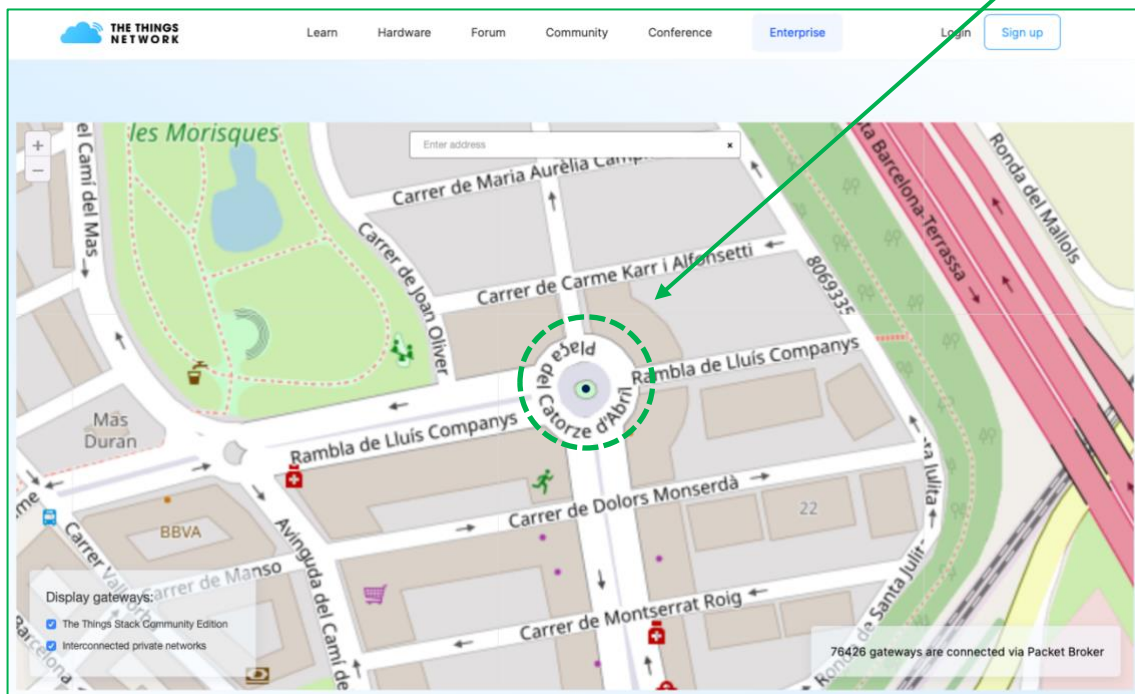 THE THINGS
NETWORK
Learn
Hardware
Forum
Community
Conference
Enterprise
Login
Sign up
+
−
les Morisques
Enter address
×
el Camí del Mas
Carrer de Maria Aurèlia
Carrer de Joan Oliver
Carrer de Carme Karr i Alfonsetti
8069335
Barcelona-Terrassa
Ronda del Mallols
Plaça del Catorze d'Abril
Rambla de Lluís Companys
Mas
Duran
Rambla de Lluís Companys
Carrer de Dolors Monserdà
22
BBVA
Avinguda del Camí de
Carrer de Manso
Carrer de Montserrat Roig
Santa Julit
Display gateways:
The Things Stack Community Edition
Interconnected private networks
Barcelona
76426 gateways are connected via Packet Broker